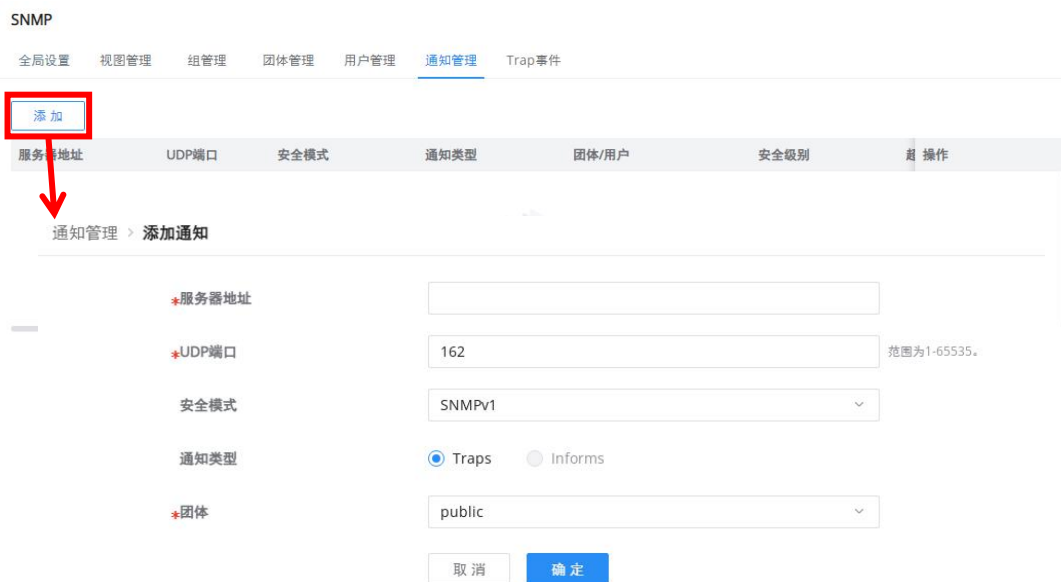 SNMP
全局设置 视图管理 组管理 团体管理 用户管理 通知管理 Trap事件
添 加
服务器地址 UDP端口 安全模式 通知类型 团体/用户 安全级别 超 操作
通知管理 > 添加通知
*服务器地址
*UDP端口 162 范围为1-65535。
安全模式 SNMPv1
通知类型 Traps Informs
*团体 public
取 消 确 定